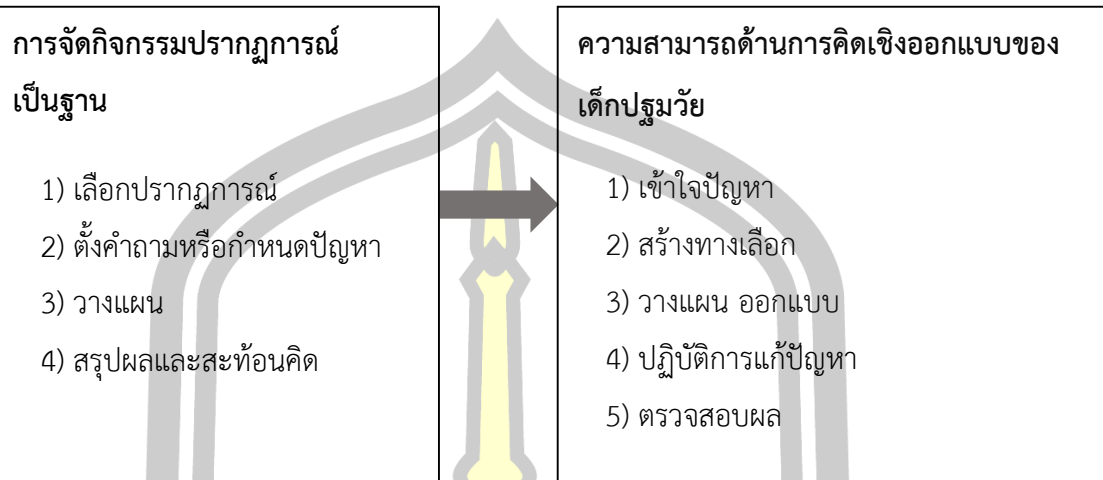 การจัดกิจกรรมปรากฏการณ์
เป็นฐาน
1) เลือกปรากฏการณ์
2) ตั้งคำถามหรือกำหนดปัญหา
3) วางแผน
4) สรุปผลและสะท้อนคิด
ความสามารถด้านการคิดเชิงออกแบบของ
เด็กปฐมวัย
1) เข้าใจปัญหา
2) สร้างทางเลือก
3) วางแผน ออกแบบ
4) ปฏิบัติการแก้ปัญหา
5) ตรวจสอบผล